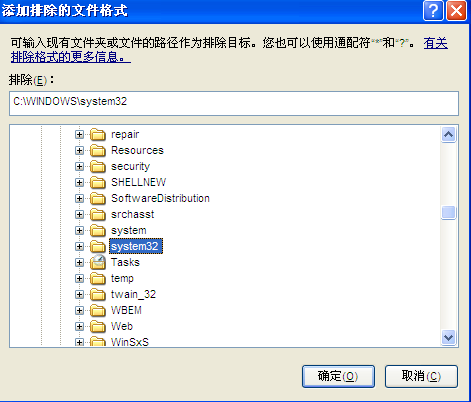 添加排除的文件格式
可输入现有文件夹或文件的路径作为排除目标。您也可以使用通配符“*”和“?”。 有关
排除格式的更多信息。
排除(E)：
C:\WINDOWS\system32
repair
Resources
security
SHELLNEW
SoftwareDistribution
srchasst
system
system32
Tasks
temp
twain_32
WBEM
Web
WinSxS
确定(O) 取消(C)